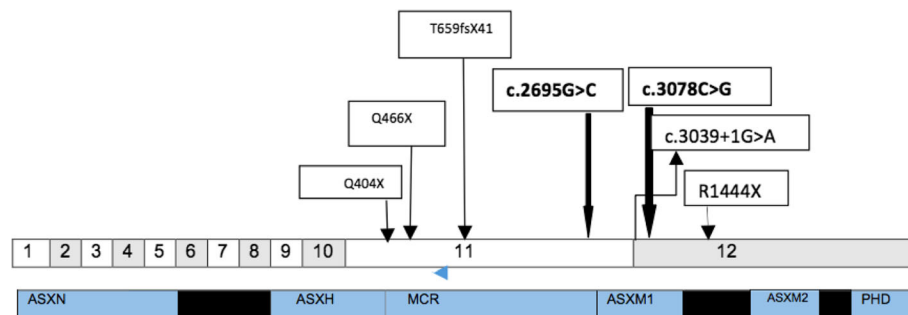 T659fsX41
c.2695G>C
c.3078C>G
Q466X
c.3039+1G>A
Q404X
R1444X
1 2 3 4 5 6 7 8 9 10 11 12
ASXN ASXH MCR ASXM1 ASXM2 PHD